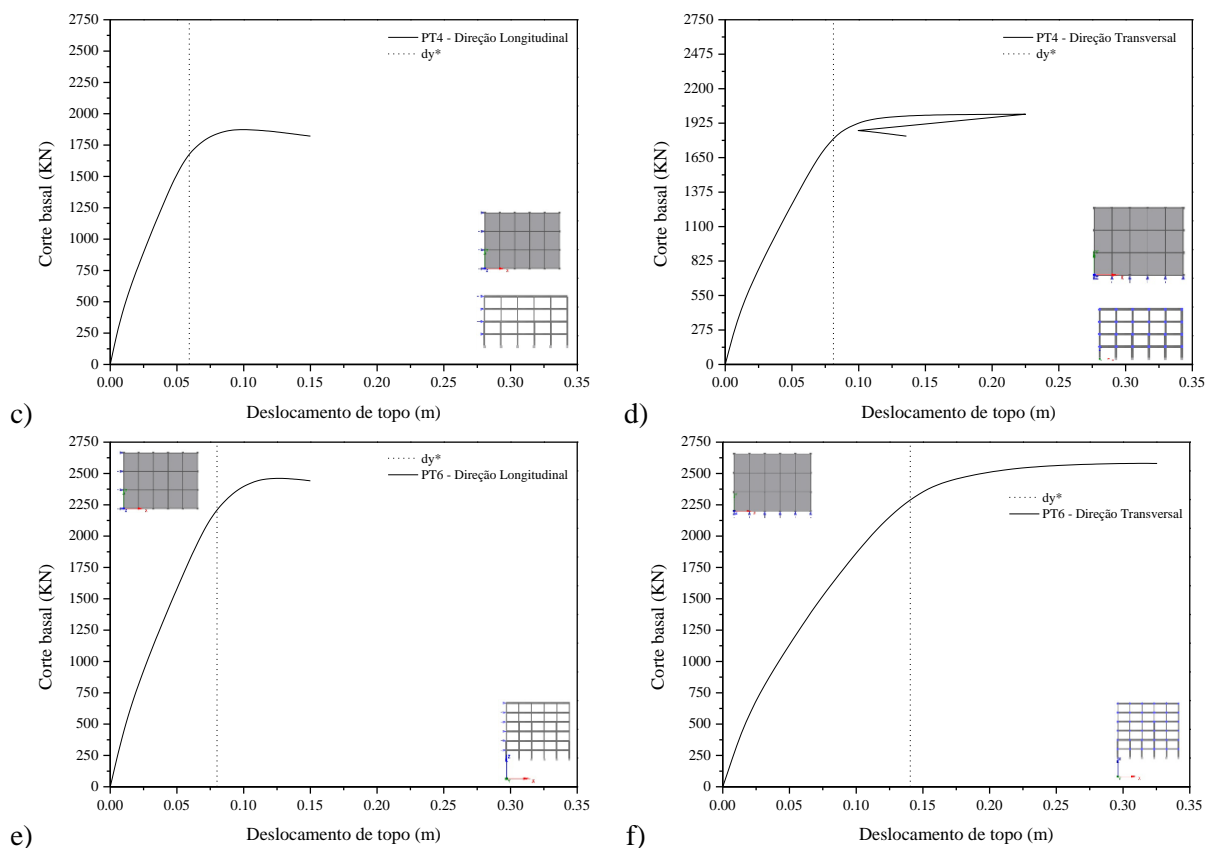 2750
2500
2250
2000
1750
1500
1250
1000
750
500
250
0
Corte basal (KN)
PT4 - Direção Longitudinal
dy*
0.00 0.05 0.10 0.15 0.20 0.25 0.30 0.35
Deslocamento de topo (m)
c)
2750
2475
2200
1925
1650
1375
1100
825
550
275
0
Corte basal (KN)
PT4 - Direção Transversal
dy*
0.00 0.05 0.10 0.15 0.20 0.25 0.30 0.35
Deslocamento de topo (m)
d)
2750
2500
2250
2000
1750
1500
1250
1000
750
500
250
0
Corte basal (KN)
dy*
PT6 - Direção Longitudinal
0.00 0.05 0.10 0.15 0.20 0.25 0.30 0.35
Deslocamento de topo (m)
e)
2750
2500
2250
2000
1750
1500
1250
1000
750
500
250
0
Corte basal (KN)
dy*
PT6 - Direção Transversal
0.00 0.05 0.10 0.15 0.20 0.25 0.30 0.35
Deslocamento de topo (m)
f)